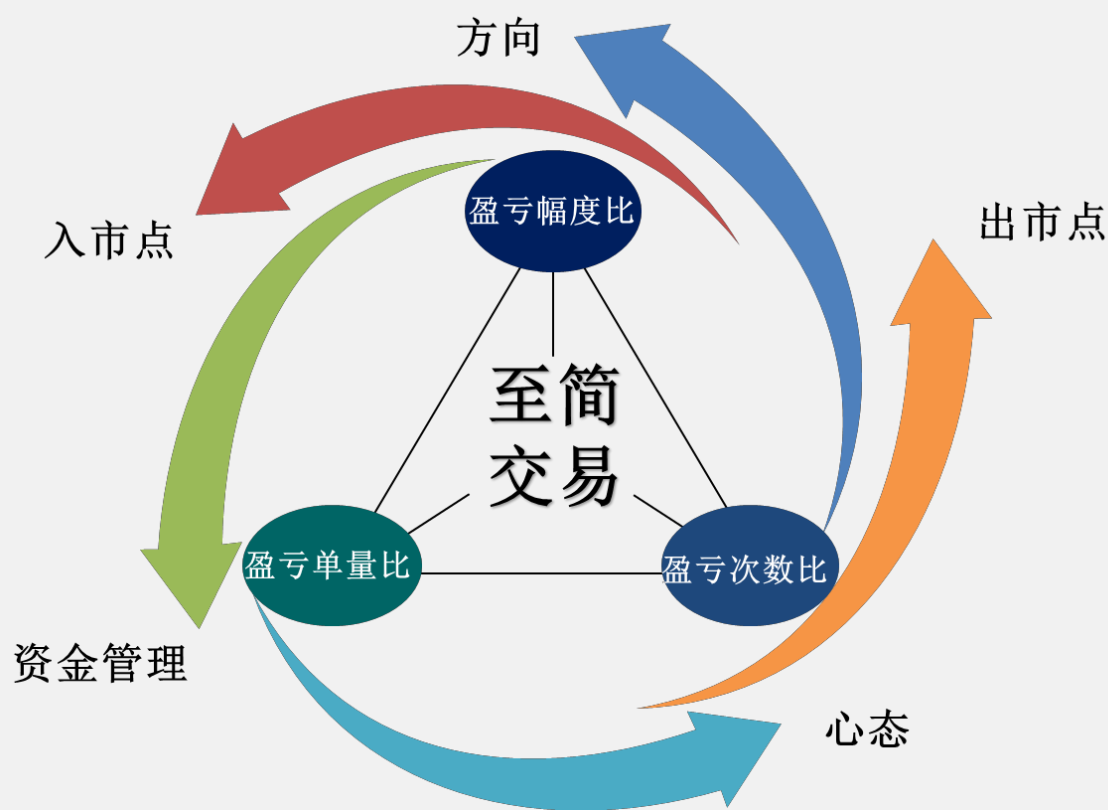 方向
盈亏幅度比
出市点
入市点
至简
交易
盈亏单量比
盈亏次数比
资金管理
心态